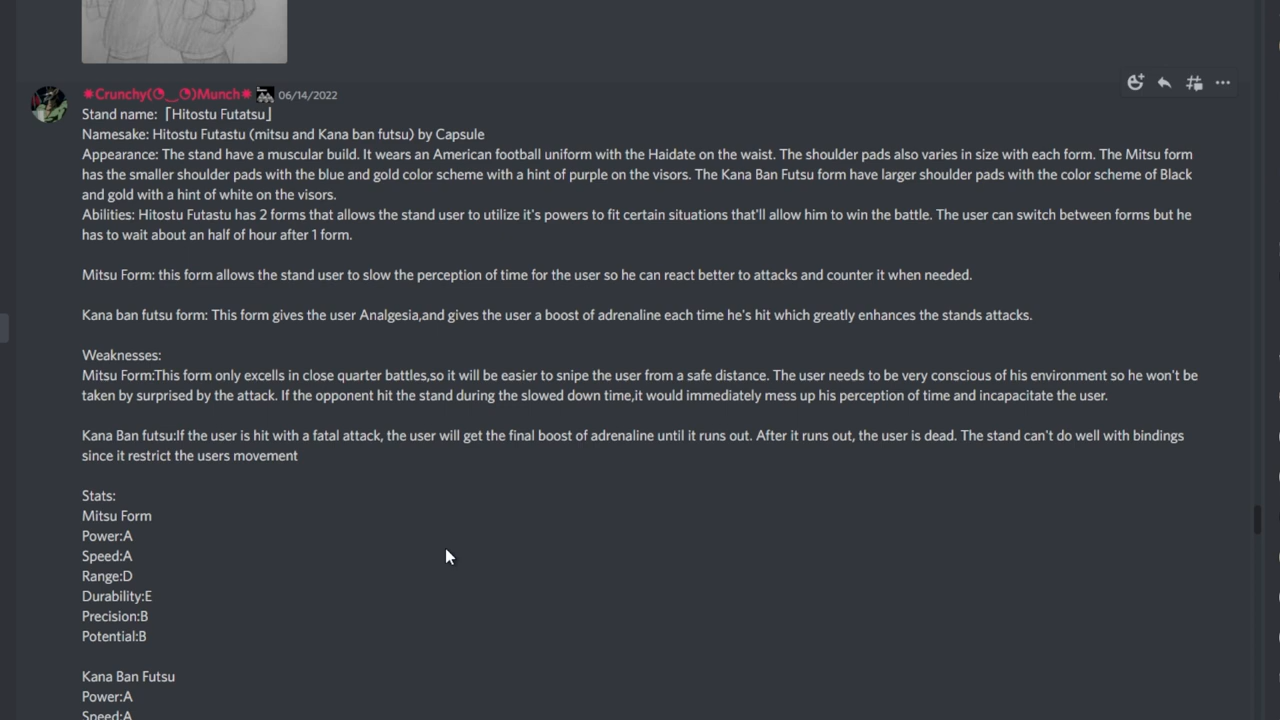 ✷Crunchy(◔‿◔)Munch✷ 06/14/2022
Stand name: ⎡Hitostu Futatsu⎦
Namesake: Hitostu Futastu (mitsu and Kana ban futsu) by Capsule
Appearance: The stand have a muscular build. It wears an American football uniform with the Haidate on the waist. The shoulder pads also varies in size with each form. The Mitsu form
has the smaller shoulder pads with the blue and gold color scheme with a hint of purple on the visors. The Kana Ban Futsu form have larger shoulder pads with the color scheme of Black
and gold with a hint of white on the visors.
Abilities: Hitostu Futastu has 2 forms that allows the stand user to utilize it's powers to fit certain situations that'll allow him to win the battle. The user can switch between forms but he
has to wait about an half of hour after 1 form.
Mitsu Form: this form allows the stand user to slow the perception of time for the user so he can react better to attacks and counter it when needed.
Kana ban futsu form: This form gives the user Analgesia,and gives the user a boost of adrenaline each time he's hit which greatly enhances the stands attacks.
Weaknesses:
Mitsu Form:This form only excells in close quarter battles,so it will be easier to snipe the user from a safe distance. The user needs to be very conscious of his environment so he won't be
taken by surprised by the attack. If the opponent hit the stand during the slowed down time,it would immediately mess up his perception of time and incapacitate the user.
Kana Ban futsu:If the user is hit with a fatal attack, the user will get the final boost of adrenaline until it runs out. After it runs out, the user is dead. The stand can't do well with bindings
since it restrict the users movement
Stats:
Mitsu Form
Power:A
Speed:A
Range:D
Durability:E
Precision:B
Potential:B
Kana Ban Futsu
Power:A
Speed:A